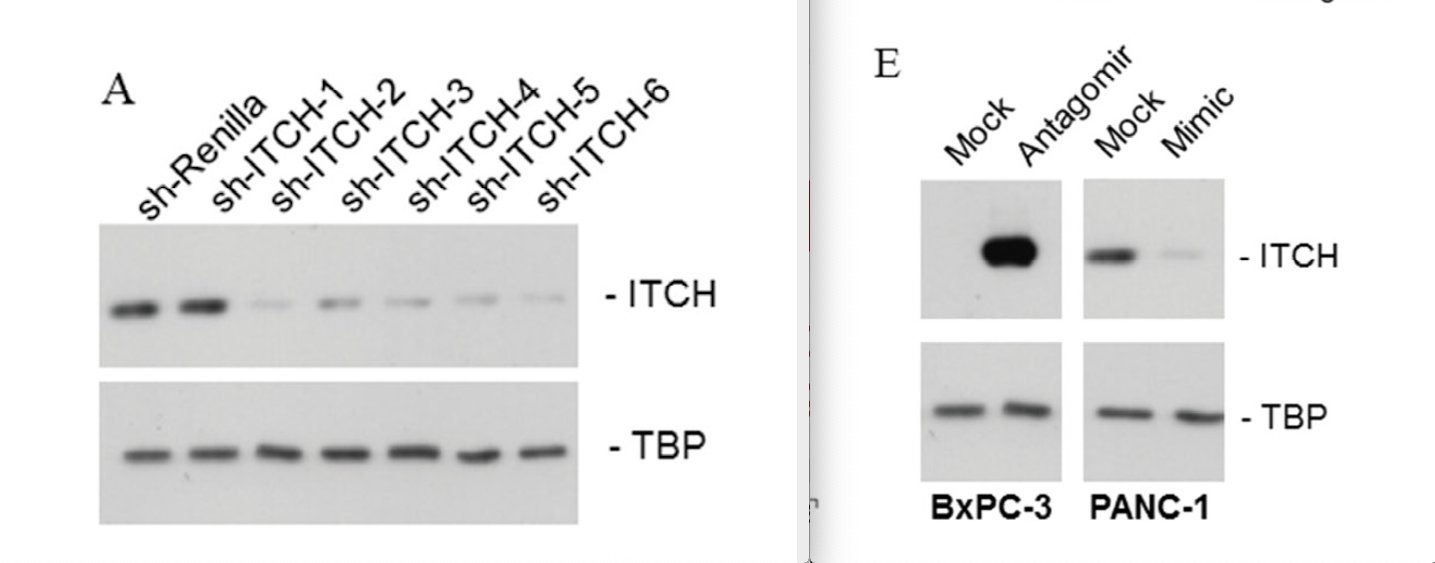 A
sh-Renilla
sh-ITCH-1
sh-ITCH-2
sh-ITCH-3
sh-ITCH-4
sh-ITCH-5
sh-ITCH-6
- ITCH
- TBP
E
Mock
Antagomir
Mock
Mimic
- ITCH
- TBP
BxPC-3
PANC-1